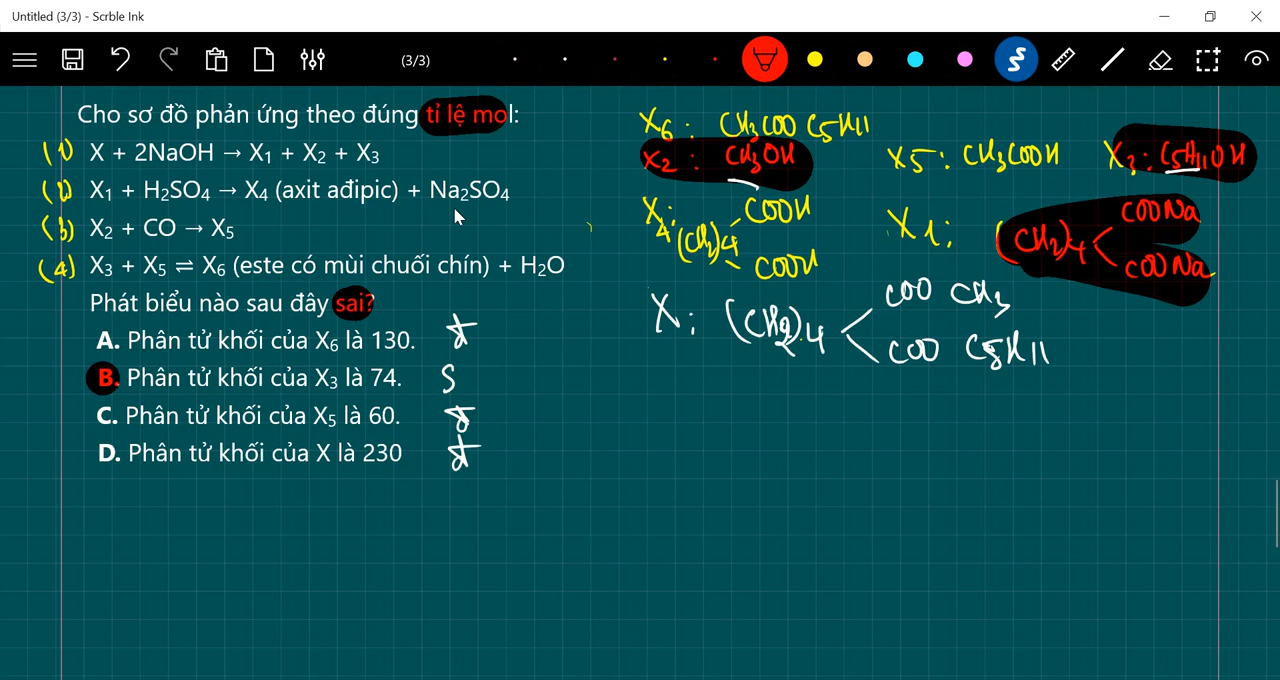 Untitled (3/3) - Scrble Ink
(3/3)
Cho sơ đồ phản ứng theo đúng tỉ lệ mol:
(1) X + 2NaOH → X₁ + X₂ + X₃
(2) X₁ + H₂SO₄ → X₄ (axit ađipic) + Na₂SO₄
(3) X₂ + CO → X₅
(4) X₃ + X₅ ⇌ X₆ (este có mùi chuối chín) + H₂O
Phát biểu nào sau đây sai?
A. Phân tử khối của X₆ là 130. đ
B. Phân tử khối của X₃ là 74. S
C. Phân tử khối của X₅ là 60. đ
D. Phân tử khối của X là 230 đ
X₆: CH₃COO C₅H₁₁
X₂: CH₃OH X₅: CH₃COOH X₃: C₅H₁₁OH
X₄: (CH₂)₄ COOH COOH
X₁: (CH₂)₄ COONa COONa
X: (CH₂)₄ COO CH₃ COO C₅H₁₁